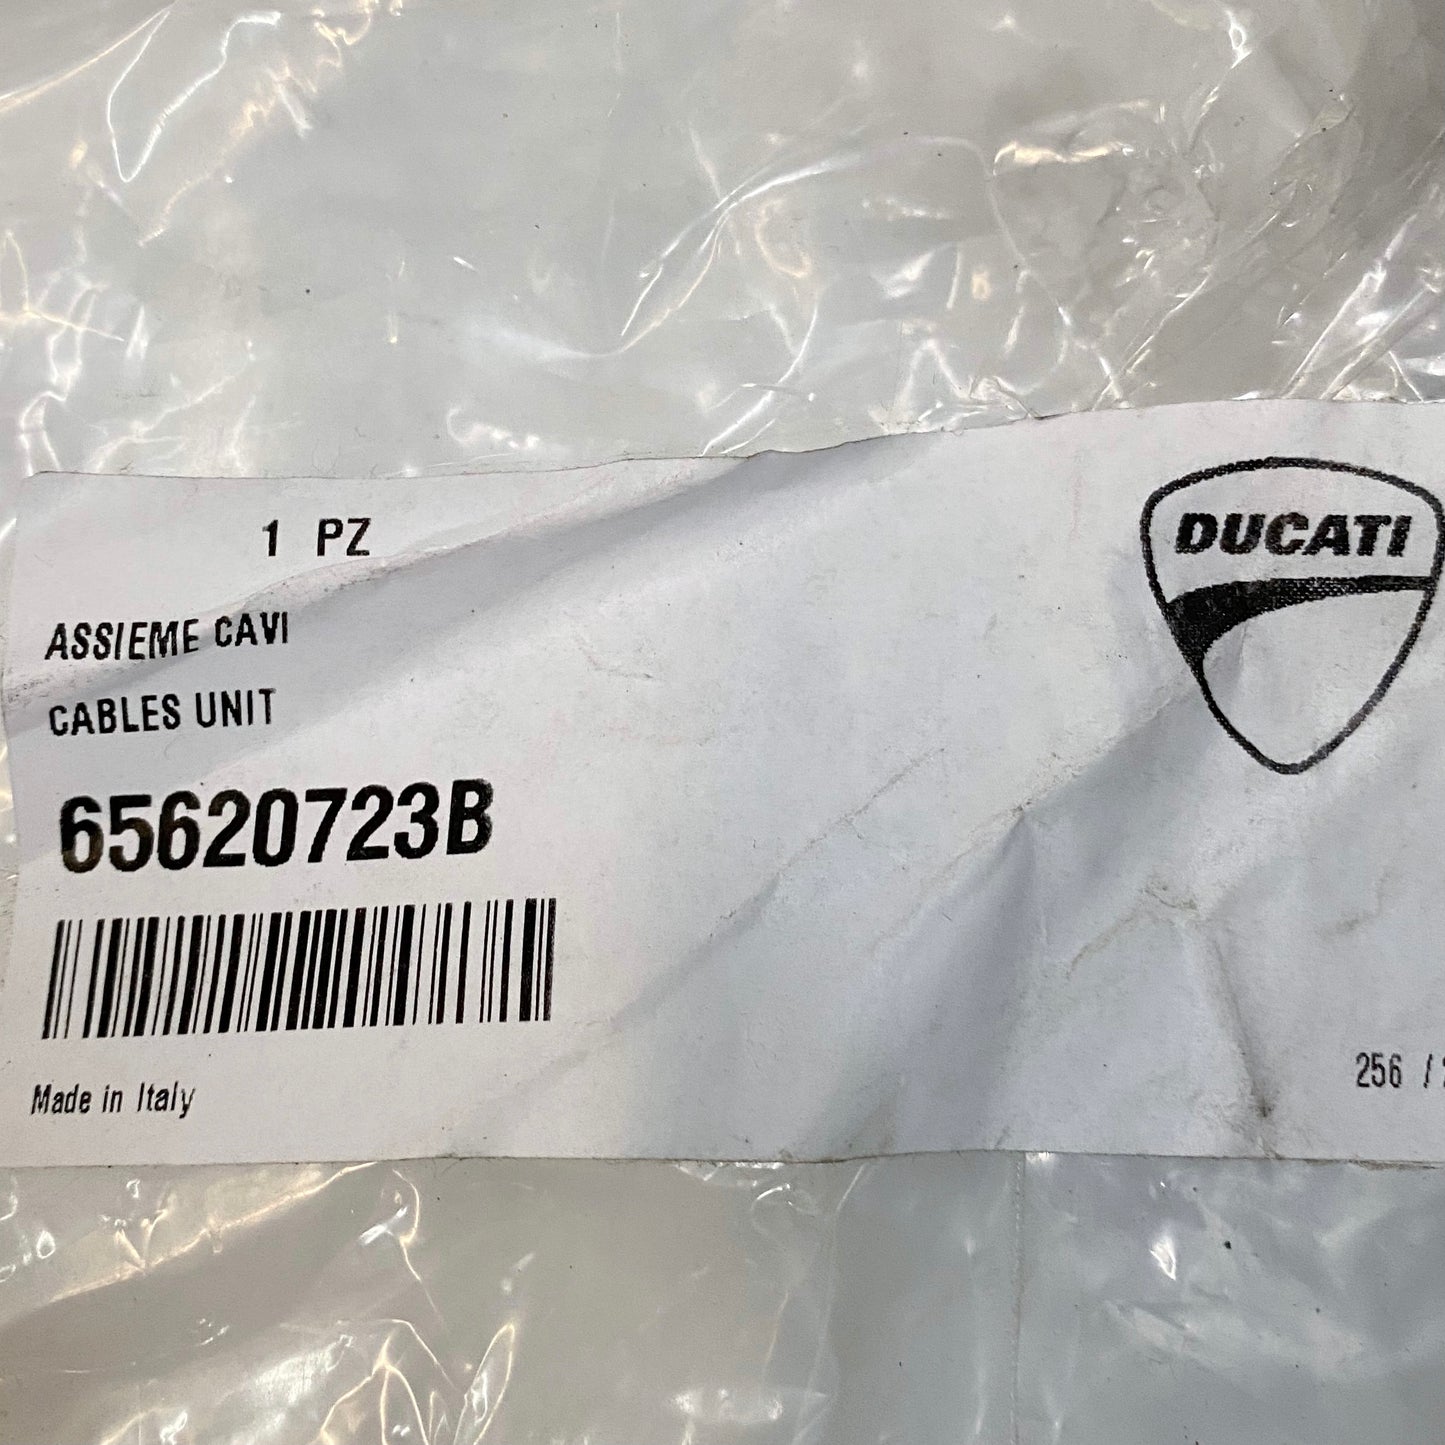 1 PZ
DUCATI
ASSIEME CAVI
CABLES UNIT
65620723B
256 /
Made in Italy